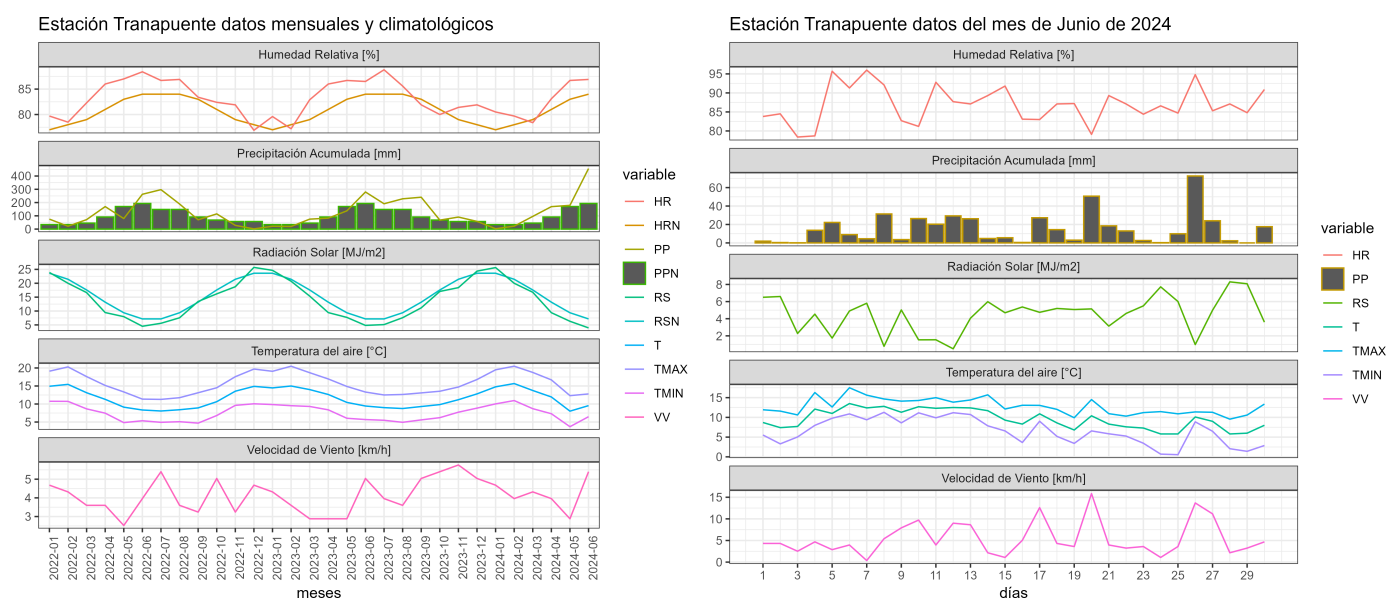 Estación Tranapuente datos mensuales y climatológicos
Humedad Relativa [%]
85
80
Precipitación Acumulada [mm]
400
300
200
100
0
Radiación Solar [MJ/m2]
25
20
15
10
5
Temperatura del aire [°C]
20
15
10
5
Velocidad de Viento [km/h]
5
4
3
2022-01
2022-02
2022-03
2022-04
2022-05
2022-06
2022-07
2022-08
2022-09
2022-10
2022-11
2022-12
2023-01
2023-02
2023-03
2023-04
2023-05
2023-06
2023-07
2023-08
2023-09
2023-10
2023-11
2023-12
2024-01
2024-02
2024-03
2024-04
2024-05
2024-06
meses
variable
HR
HRN
PP
PPN
RS
RSN
T
TMAX
TMIN
VV
Estación Tranapuente datos del mes de Junio de 2024
Humedad Relativa [%]
95
90
85
80
Precipitación Acumulada [mm]
60
40
20
0
Radiación Solar [MJ/m2]
8
6
4
2
Temperatura del aire [°C]
15
10
5
0
Velocidad de Viento [km/h]
15
10
5
0
1 3 5 7 9 11 13 15 17 19 21 23 25 27 29
días
variable
HR
PP
RS
T
TMAX
TMIN
VV